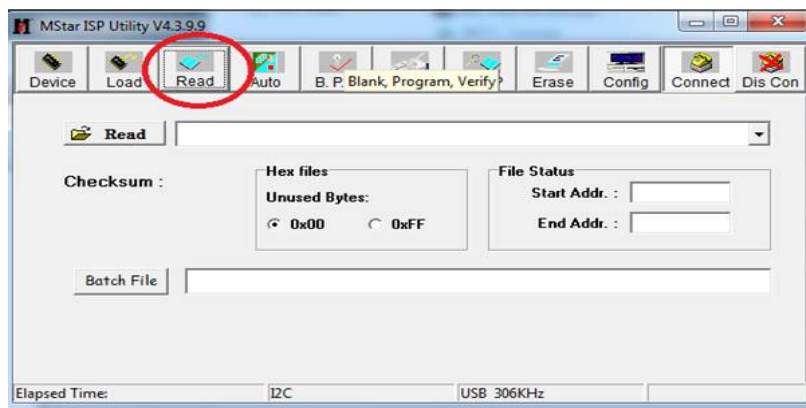 MStar ISP Utility V4.3.9.9
Device Load Read Auto B. P. Blank, Program, Verify ? Erase Config Connect Dis Con
Read
Checksum :
Hex files
Unused Bytes:
0x00 0xFF
File Status
Start Addr. :
End Addr. :
Batch File
Elapsed Time: I2C USB 306KHz